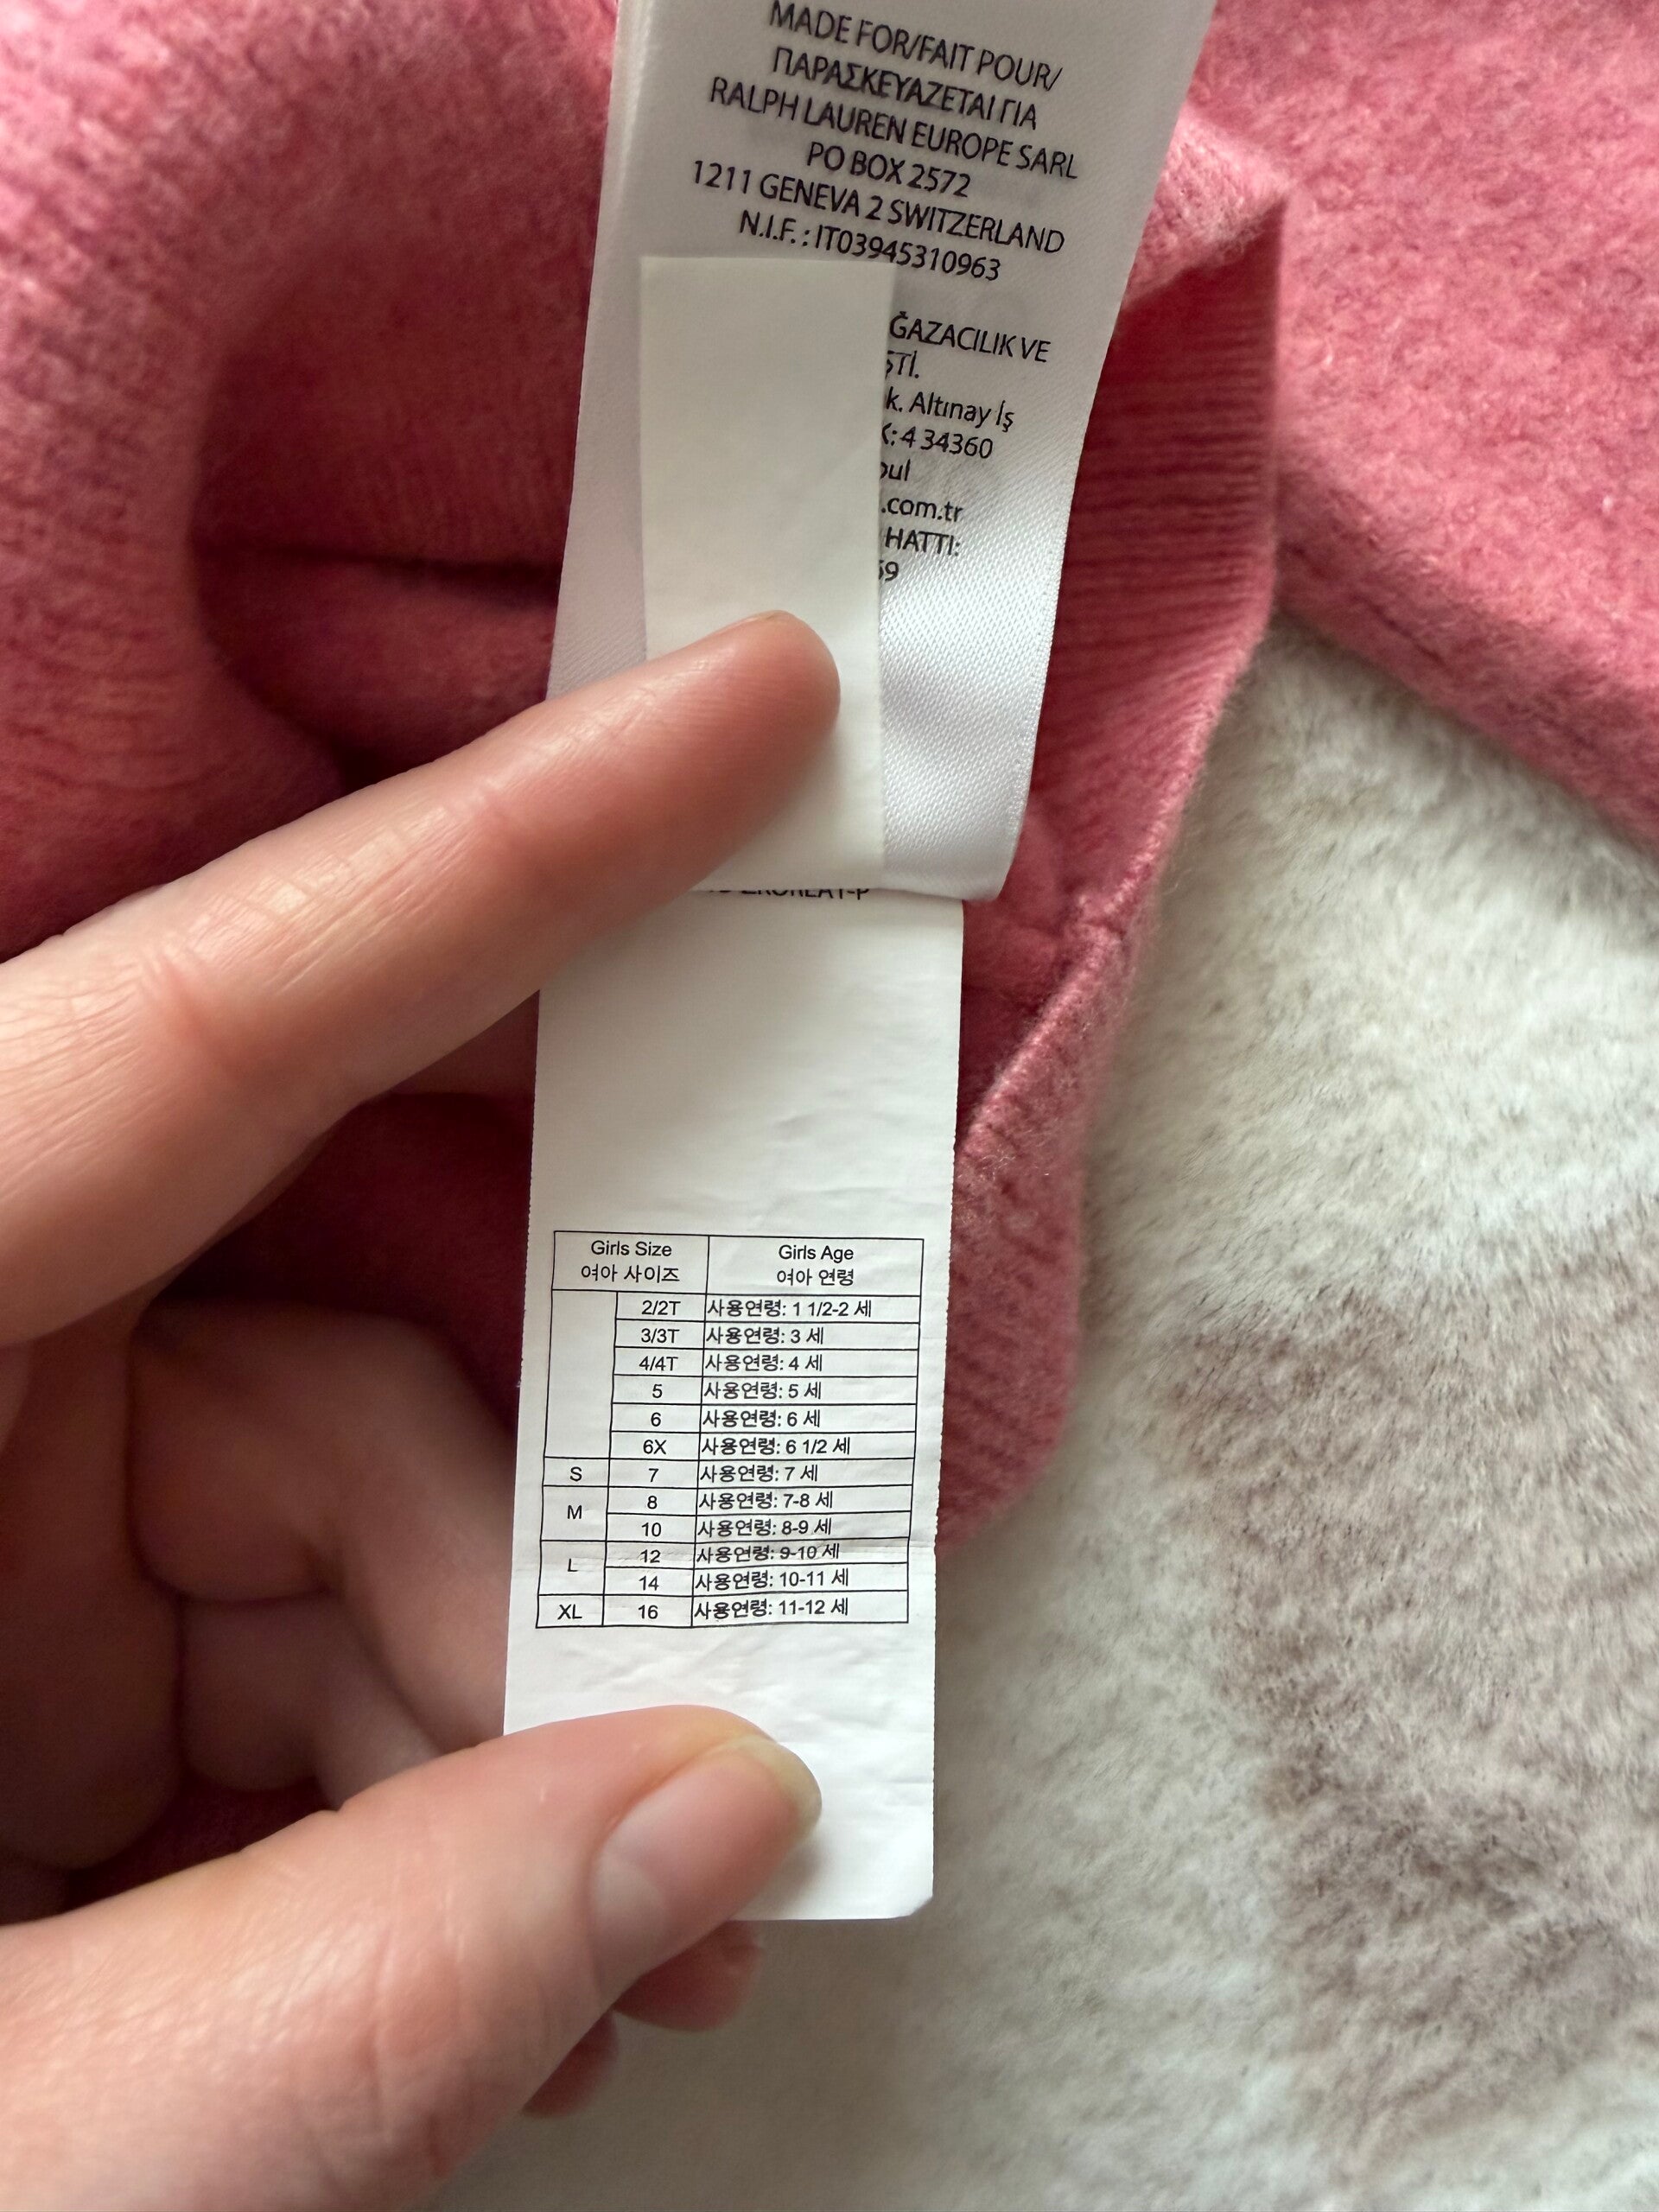 MADE FOR/FAIT POUR/
ΠΑΡΑΣΚΕΥΑΖΕΤΑΙ ΓΙΑ
RALPH LAUREN EUROPE SARL
PO BOX 2572
1211 GENEVA 2 SWITZERLAND
N.I.F. : IT03945310963
ĞAZACILIK VE
ŞTİ.
k. Altınay İş
: 4 34360
bul
.com.tr
HATTI:
69
Girls Size Girls Age
여아 사이즈 여아 연령
2/2T 사용연령: 1 1/2-2 세
3/3T 사용연령: 3 세
4/4T 사용연령: 4 세
5 사용연령: 5 세
6 사용연령: 6 세
6X 사용연령: 6 1/2 세
S 7 사용연령: 7 세
M 8 사용연령: 7-8 세
10 사용연령: 8-9 세
L 12 사용연령: 9-10 세
14 사용연령: 10-11 세
XL 16 사용연령: 11-12 세